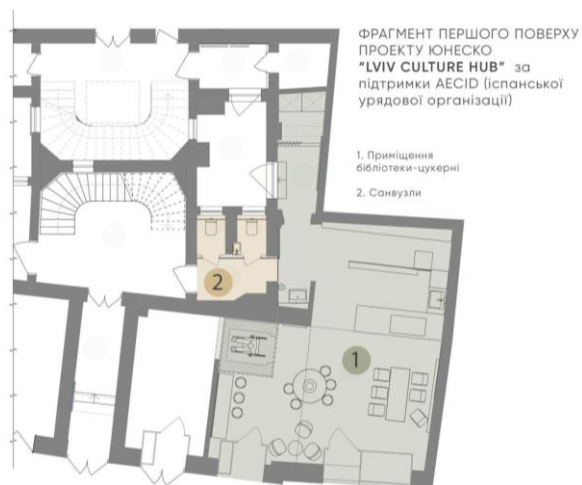 ФРАГМЕНТ ПЕРШОГО ПОВЕРХУ
ПРОЕКТУ ЮНЕСКО
"LVIV CULTURE HUB" за
підтримки AECID (іспанської
урядової організації)
1. Приміщення
бібліотеки-цукерні
2. Санвузли
2
1